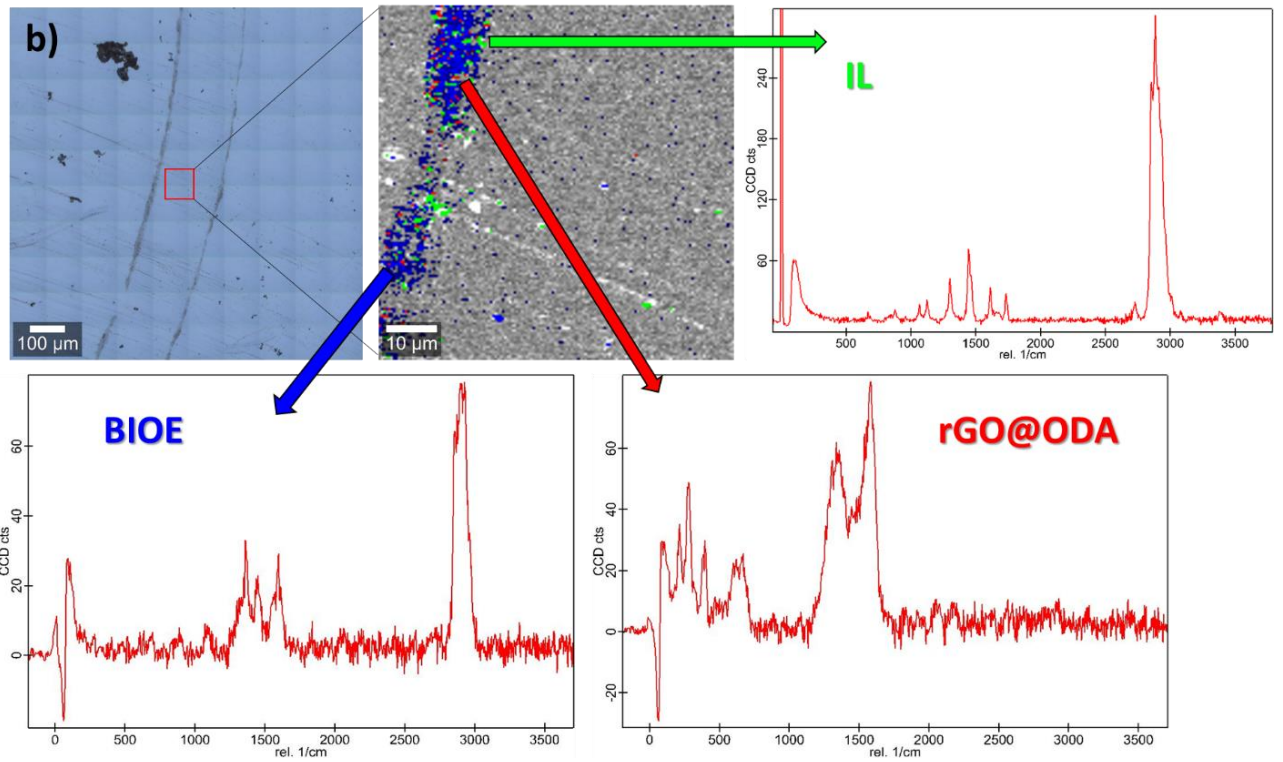 b)
100 µm
10 µm
IL
CCD cts
240
180
120
60
500 1000 1500 2000 2500 3000 3500
rel. 1/cm
BIOE
CCD cts
60
40
20
0
0 500 1000 1500 2000 2500 3000 3500
rel. 1/cm
rGO@ODA
CCD cts
60
40
20
0
-20
0 500 1000 1500 2000 2500 3000 3500
rel. 1/cm